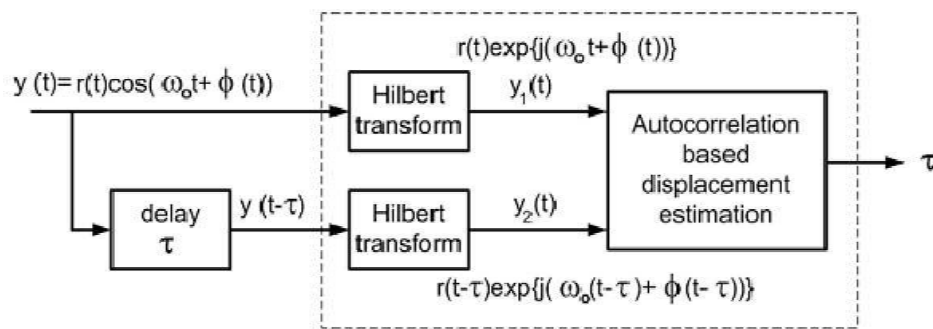 r(t)exp{j(ω₀t+ϕ (t))}
y (t)=r(t)cos( ω₀t+ ϕ (t))
Hilbert
transform
y₁(t)
Autocorrelation
based
displacement
estimation
τ
delay
τ
y (t-τ)
Hilbert
transform
y₂(t)
r(t-τ)exp{j( ω₀(t-τ)+ ϕ(t- τ))}